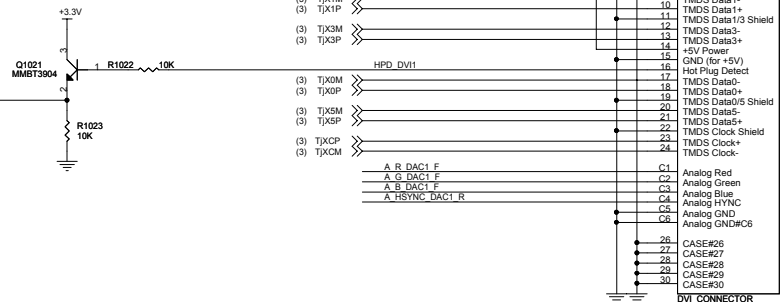 (3) TjX1M TMDS Data1-
(3) TjX1P 10 TMDS Data1+
11 TMDS Data1/3 Shield
(3) TjX3M 12 TMDS Data3-
(3) TjX3P 13 TMDS Data3+
14 +5V Power
15 GND (for +5V)
HPD_DVI1 16 Hot Plug Detect
(3) TjX0M 17 TMDS Data0-
(3) TjX0P 18 TMDS Data0+
19 TMDS Data0/5 Shield
(3) TjX5M 20 TMDS Data5-
(3) TjX5P 21 TMDS Data5+
22 TMDS Clock Shield
(3) TjXCP 23 TMDS Clock+
(3) TjXCM 24 TMDS Clock-
A_R_DAC1_F C1 Analog Red
A_G_DAC1_F C2 Analog Green
A_B_DAC1_F C3 Analog Blue
A_HSYNC_DAC1_R C4 Analog HYNC
C5 Analog GND
C6 Analog GND#C6
26 CASE#26
27 CASE#27
28 CASE#28
29 CASE#29
30 CASE#30
DVI_CONNECTOR
+3.3V
3
Q1021
MMBT3904
1 R1022 10K
2
R1023
10K